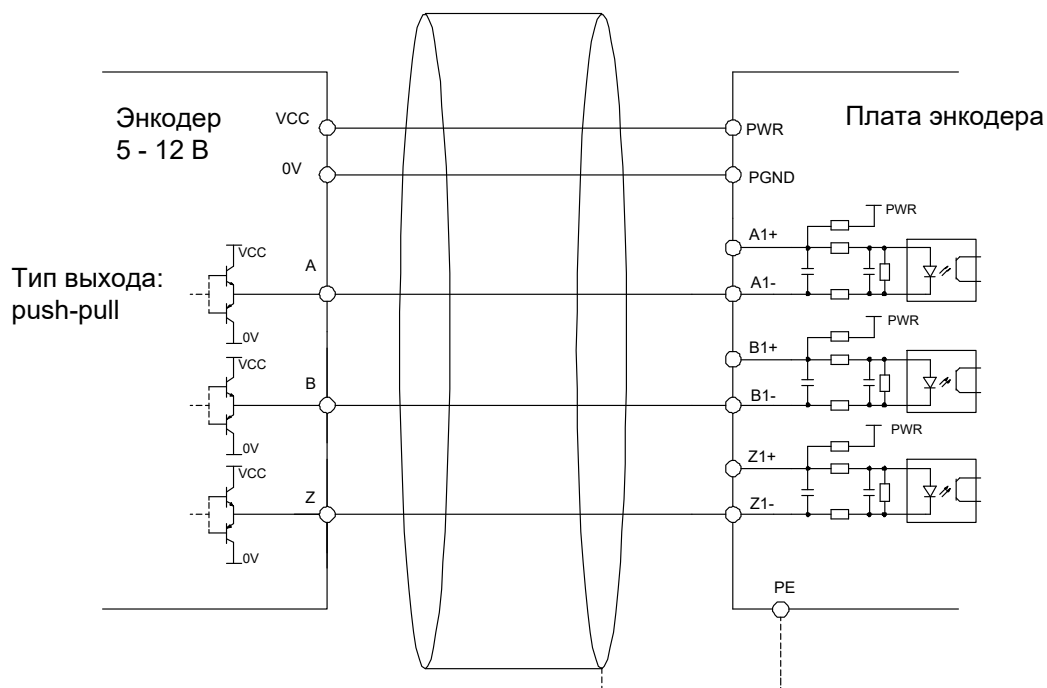 Энкодер
5 - 12 В
VCC
PWR
Плата энкодера
0V
PGND
Тип выхода:
push-pull
VCC
0V
A
A1+
A1-
PWR
VCC
0V
B
B1+
B1-
PWR
VCC
0V
Z
Z1+
Z1-
PWR
PE